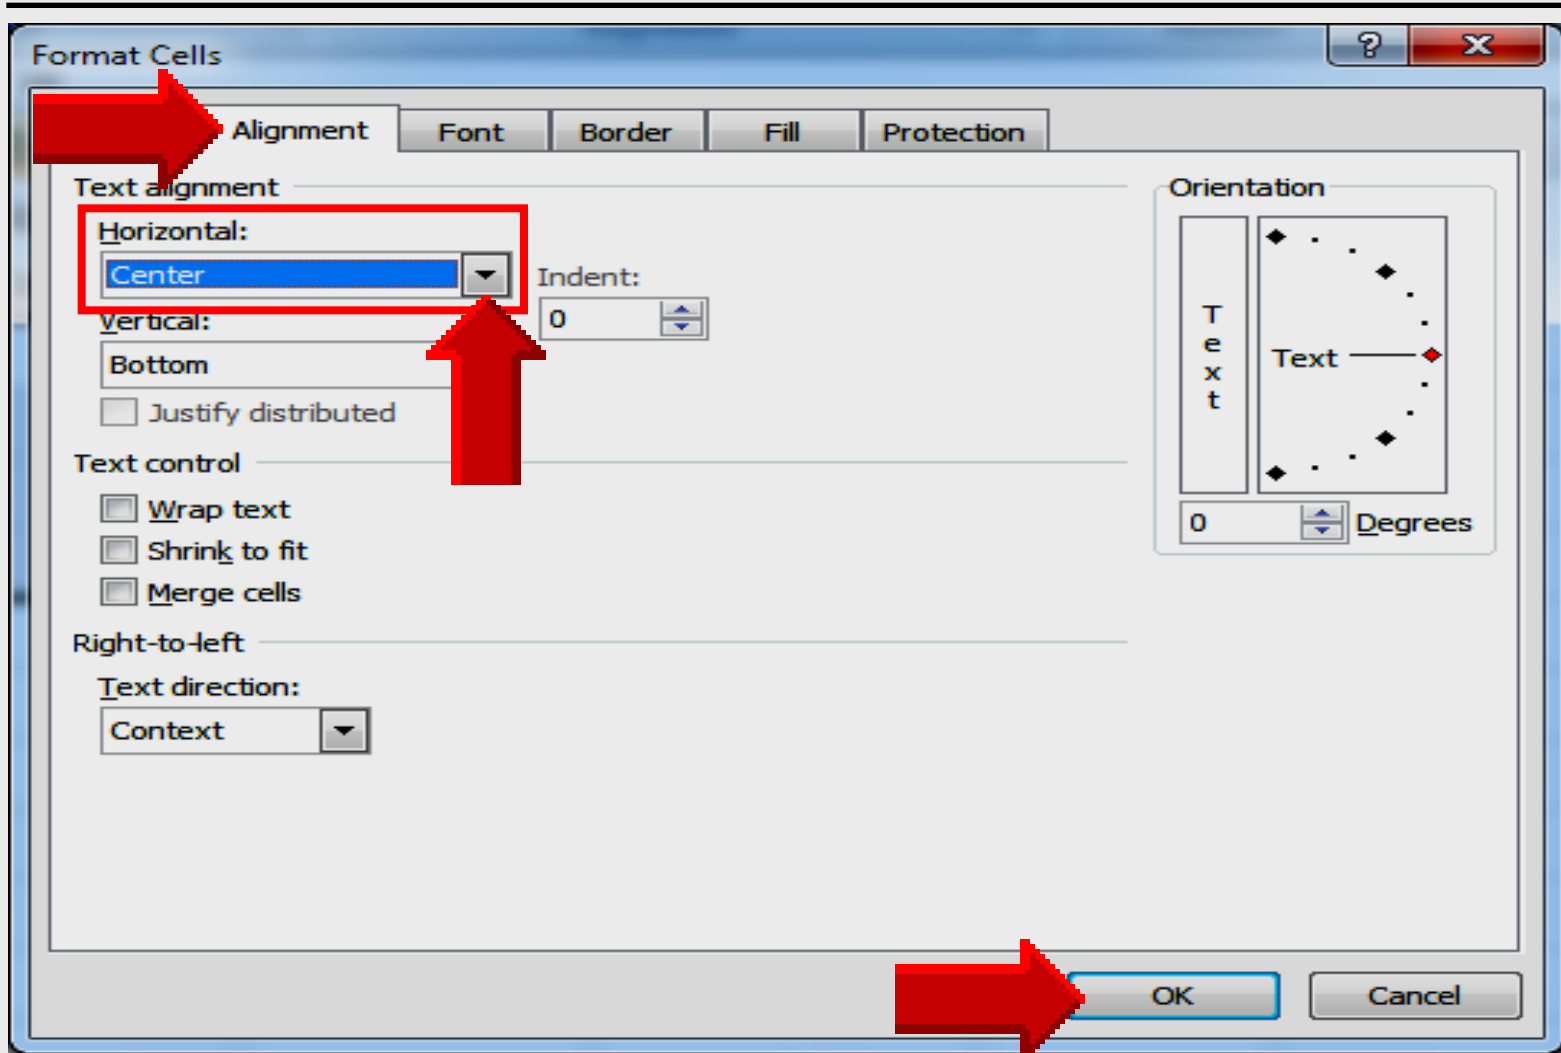 Format Cells
Alignment Font Border Fill Protection
Text alignment
Horizontal:
Center
Indent:
0
Vertical:
Bottom
Justify distributed
Text control
Wrap text
Shrink to fit
Merge cells
Right-to-left
Text direction:
Context
Orientation
Text
Text
0 Degrees
OK Cancel